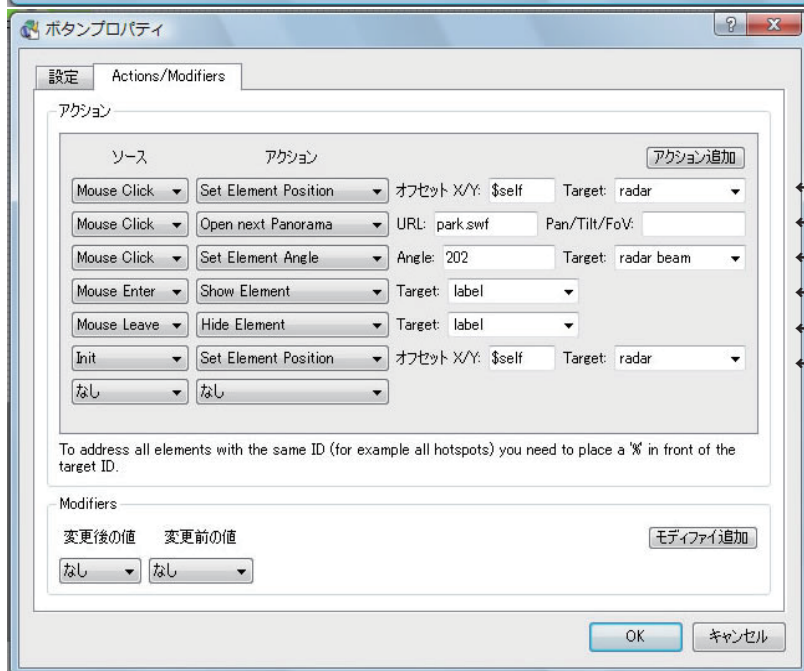 ボタンプロパティ
設定 Actions/Modifiers
アクション
ソース アクション アクション追加
Mouse Click Set Element Position オフセット X/Y: $self Target: radar
Mouse Click Open next Panorama URL: park.swf Pan/Tilt/FoV:
Mouse Click Set Element Angle Angle: 202 Target: radar beam
Mouse Enter Show Element Target: label
Mouse Leave Hide Element Target: label
Init Set Element Position オフセット X/Y: $self Target: radar
なし なし
To address all elements with the same ID (for example all hotspots) you need to place a '%' in front of the
target ID.
Modifiers
変更後の値 変更前の値 モディファイ追加
なし なし
OK キャンセル